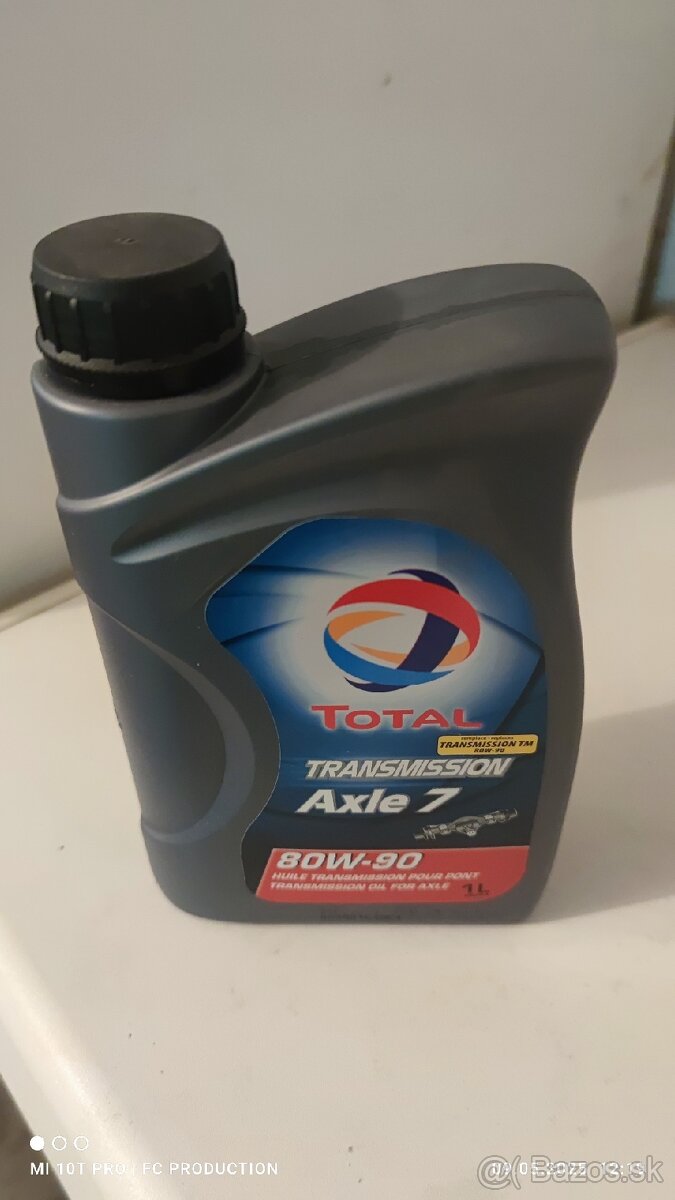 TOTAL
remplace - replaces
TRANSMISSION TM
80W-90
TRANSMISSION
Axle 7
80W-90
HUILE TRANSMISSION POUR PONT
TRANSMISSION OIL FOR AXLE
1L
MI 10T PRO | FC PRODUCTION
Bazos.sk